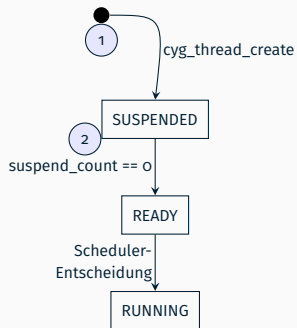 1
cyg_thread_create
SUSPENDED
2
suspend_count == 0
READY
Scheduler-
Entscheidung
RUNNING